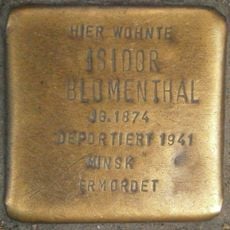 HIER WOHNTE
ISIDOR
BLUMENTHAL
JG. 1874
DEPORTIERT 1941
MINSK
ERMORDET